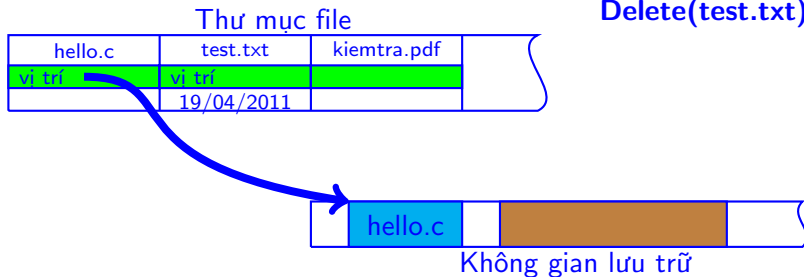 Delete(test.txt)
Thư mục file
hello.c test.txt kiemtra.pdf
vị trí vị trí
19/04/2011
hello.c
Không gian lưu trữ